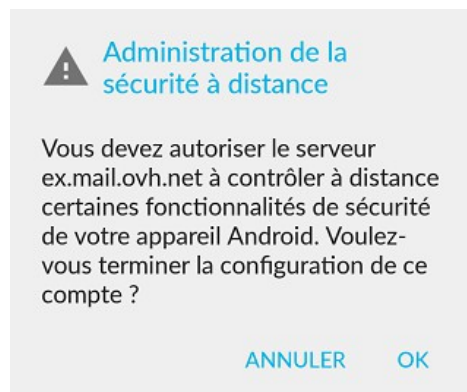 Administration de la
sécurité à distance
Vous devez autoriser le serveur
ex.mail.ovh.net à contrôler à distance
certaines fonctionnalités de sécurité
de votre appareil Android. Voulez-
vous terminer la configuration de ce
compte ?
ANNULER OK